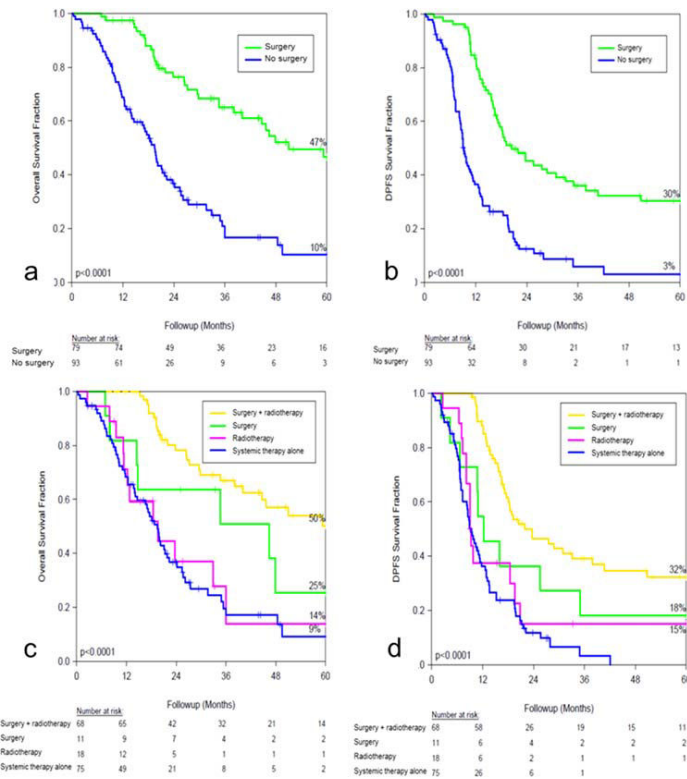 1.0
0.8
0.6
0.4
0.2
Overall Survival Fraction
Surgery
No surgery
47%
10%
a
p<0.0001
0 12 24 36 48 60
Followup (Months)
Number at risk:
Surgery 79 74 49 36 23 16
No surgery 93 61 26 9 6 3
1.0
0.8
0.6
0.4
0.2
0.0
DPFS Survival Fraction
Surgery
No surgery
30%
3%
b
p<0.0001
0 12 24 36 48 60
Followup (Months)
Number at risk:
Surgery 79 64 30 21 17 13
No surgery 93 32 8 2 1 1
1.0
0.8
0.6
0.4
0.2
0.0
Overall Survival Fraction
Surgery + radiotherapy
Surgery
Radiotherapy
Systemic therapy alone
50%
25%
14%
9%
c
p<0.0001
0 12 24 36 48 60
Followup (Months)
Number at risk:
Surgery + radiotherapy 68 65 42 32 21 14
Surgery 11 9 7 4 2 2
Radiotherapy 18 12 5 1 1 1
Systemic therapy alone 75 49 21 8 5 2
1.0
0.8
0.6
0.4
0.2
0.0
DPFS Survival Fraction
Surgery + radiotherapy
Surgery
Radiotherapy
Systemic therapy alone
32%
18%
15%
d
p<0.0001
0 12 24 36 48 60
Followup (Months)
Number at risk:
Surgery + radiotherapy 68 58 26 19 15 11
Surgery 11 6 4 2 2 2
Radiotherapy 18 6 2 1 1 1
Systemic therapy alone 75 26 6 1